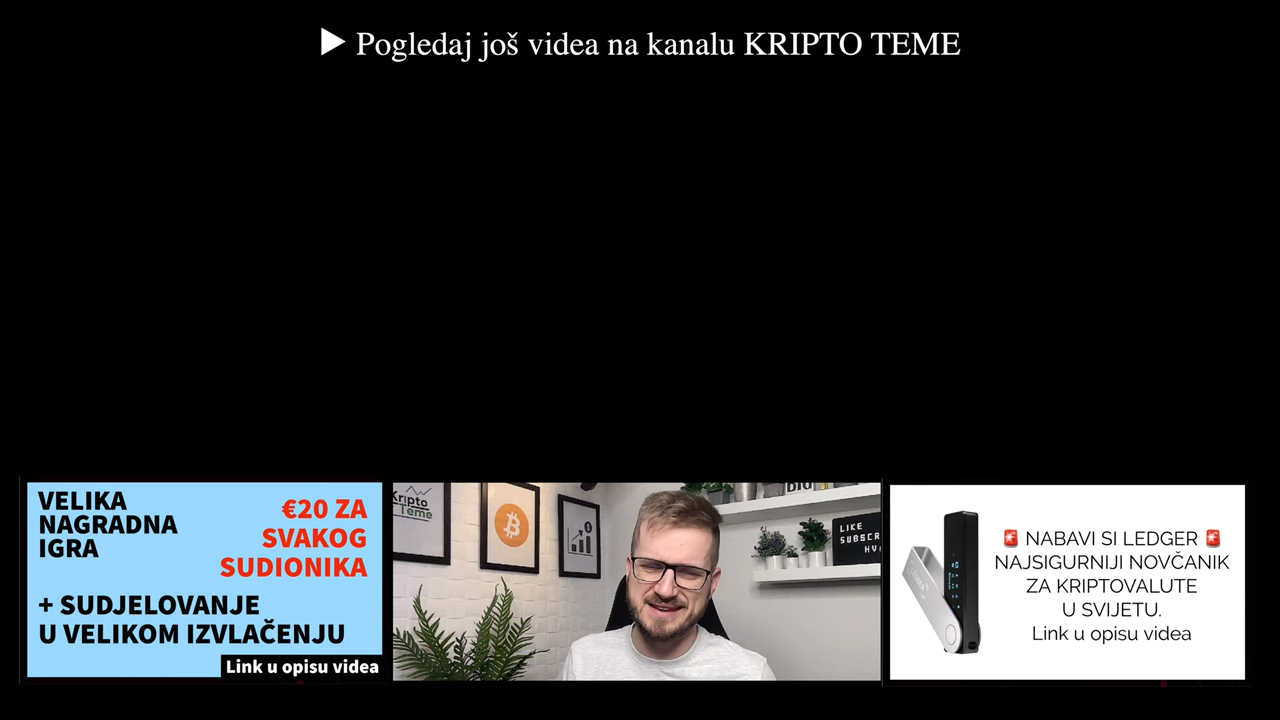 ▶ Pogledaj još videa na kanalu KRIPTO TEME
VELIKA
NAGRADNA
IGRA
€20 ZA
SVAKOG
SUDIONIKA
+ SUDJELOVANJE
U VELIKOM IZVLAČENJU
Link u opisu videa
Kripto
Teme
LIKE
SUBSCR
🚨 NABAVI SI LEDGER 🚨
NAJSIGURNIJI NOVČANIK
ZA KRIPTOVALUTE
U SVIJETU.
Link u opisu videa